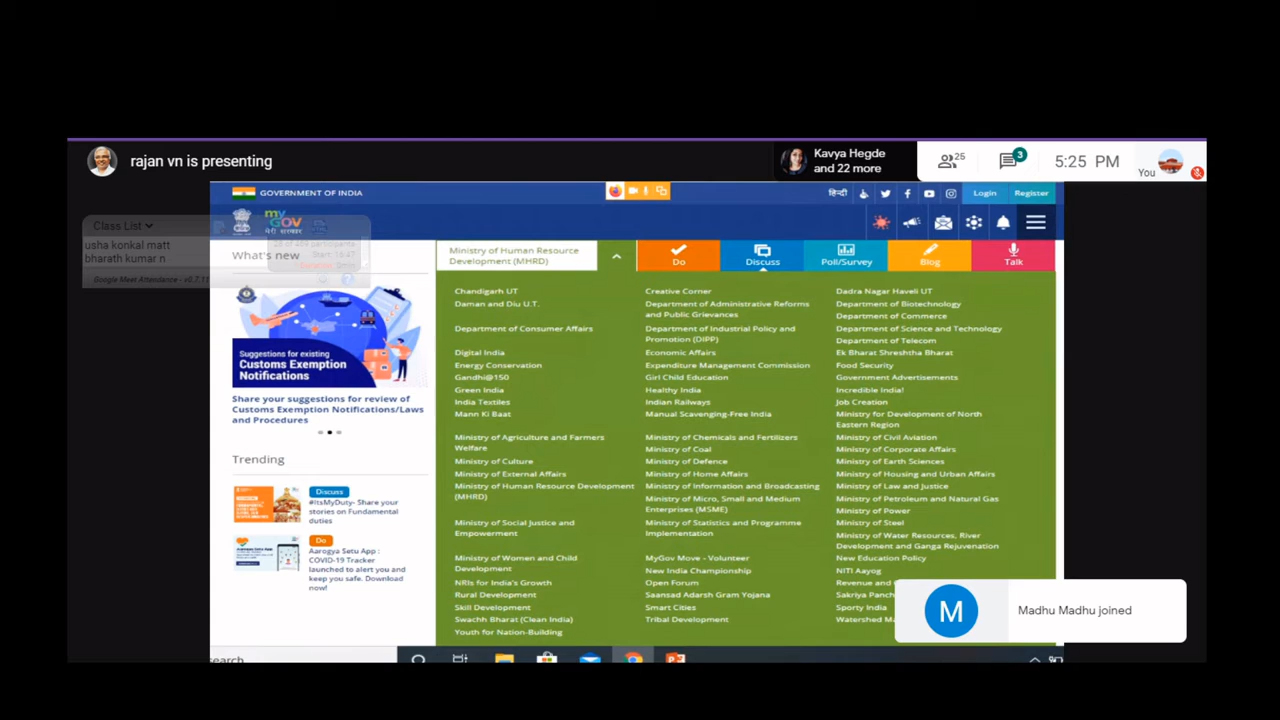 rajan vn is presenting
Kavya Hegde
and 22 more
25
3
5:25 PM
You
GOVERNMENT OF INDIA
हिन्दी
Login
Register
Class List
usha konkal matt
bharath kumar n
my
GOV
मेरी सरकार
What's new
Ministry of Human Resource
Development (MHRD)
Do
Discuss
Poll/Survey
Blog
Talk
Suggestions for existing
Customs Exemption
Notifications
Share your suggestions for review of
Customs Exemption Notifications/Laws
and Procedures
Trending
Discuss
#ItsMyDuty- Share your
stories on Fundamental
duties
Do
Aarogya Setu App :
COVID-19 Tracker
launched to alert you and
keep you safe. Download
now!
Chandigarh UT
Creative Corner
Dadra Nagar Haveli UT
Daman and Diu U.T.
Department of Administrative Reforms
and Public Grievances
Department of Biotechnology
Department of Commerce
Department of Consumer Affairs
Department of Industrial Policy and
Promotion (DIPP)
Department of Science and Technology
Department of Telecom
Digital India
Economic Affairs
Ek Bharat Shreshtha Bharat
Energy Conservation
Expenditure Management Commission
Food Security
Gandhi@150
Girl Child Education
Government Advertisements
Green India
Healthy India
Incredible India!
India Textiles
Indian Railways
Job Creation
Mann Ki Baat
Manual Scavenging-Free India
Ministry for Development of North
Eastern Region
Ministry of Agriculture and Farmers
Welfare
Ministry of Chemicals and Fertilizers
Ministry of Civil Aviation
Ministry of Coal
Ministry of Corporate Affairs
Ministry of Culture
Ministry of Defence
Ministry of Earth Sciences
Ministry of External Affairs
Ministry of Home Affairs
Ministry of Housing and Urban Affairs
Ministry of Human Resource Development
(MHRD)
Ministry of Information and Broadcasting
Ministry of Law and Justice
Ministry of Micro, Small and Medium
Enterprises (MSME)
Ministry of Petroleum and Natural Gas
Ministry of Power
Ministry of Social Justice and
Empowerment
Ministry of Statistics and Programme
Implementation
Ministry of Steel
Ministry of Water Resources, River
Development and Ganga Rejuvenation
Ministry of Women and Child
Development
MyGov Move - Volunteer
New Education Policy
New India Championship
NITI Aayog
NRIs for India's Growth
Open Forum
Revenue and
Rural Development
Saansad Adarsh Gram Yojana
Sakriya Panch
Skill Development
Smart Cities
Sporty India
Swachh Bharat (Clean India)
Tribal Development
Watershed
Youth for Nation-Building
M
Madhu Madhu joined